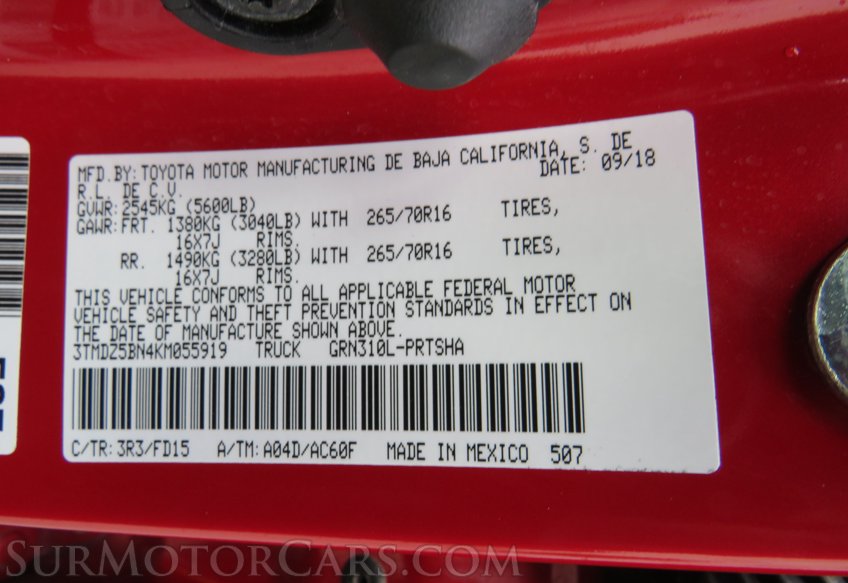 MFD.BY: TOYOTA MOTOR MANUFACTURING DE BAJA CALIFORNIA, S. DE
R.L. DE C.V. DATE: 09/18
GVWR: 2545KG (5600LB)
GAWR: FRT. 1380KG (3040LB) WITH 265/70R16 TIRES,
16X7J RIMS.
RR. 1490KG (3280LB) WITH 265/70R16 TIRES,
16X7J RIMS.
THIS VEHICLE CONFORMS TO ALL APPLICABLE FEDERAL MOTOR
VEHICLE SAFETY AND THEFT PREVENTION STANDARDS IN EFFECT ON
THE DATE OF MANUFACTURE SHOWN ABOVE.
3TMDZ5BN4KM055919 TRUCK GRN310L-PRTSHA
C/TR: 3R3/FD15 A/TM: A04D/AC60F MADE IN MEXICO 507
SURMOTORCARS.COM